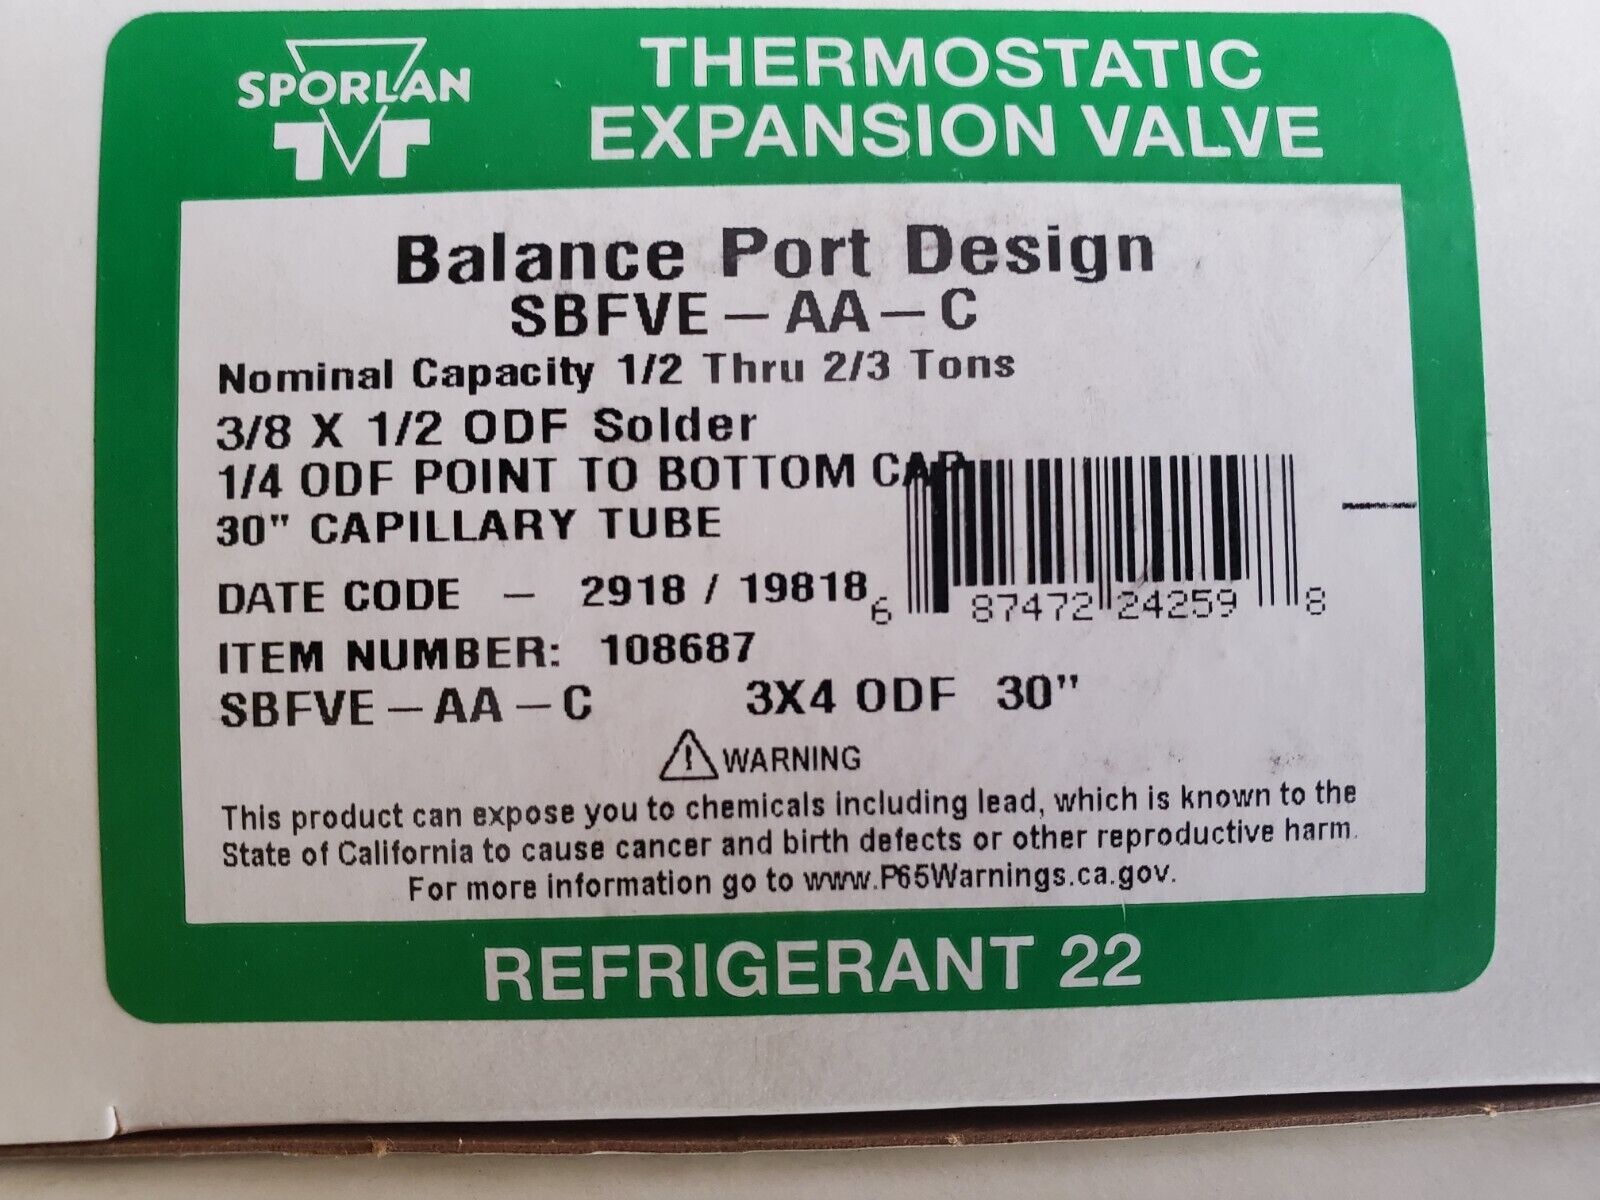 SPORLAN
THERMOSTATIC
EXPANSION VALVE
Balance Port Design
SBFVE – AA – C
Nominal Capacity 1/2 Thru 2/3 Tons
3/8 X 1/2 ODF Solder
1/4 ODF POINT TO BOTTOM CAP
30" CAPILLARY TUBE
DATE CODE – 2918 / 19818
6 87472 24259 8
ITEM NUMBER: 108687
SBFVE – AA – C 3X4 ODF 30"
WARNING
This product can expose you to chemicals including lead, which is known to the
State of California to cause cancer and birth defects or other reproductive harm.
For more information go to www.P65Warnings.ca.gov.
REFRIGERANT 22